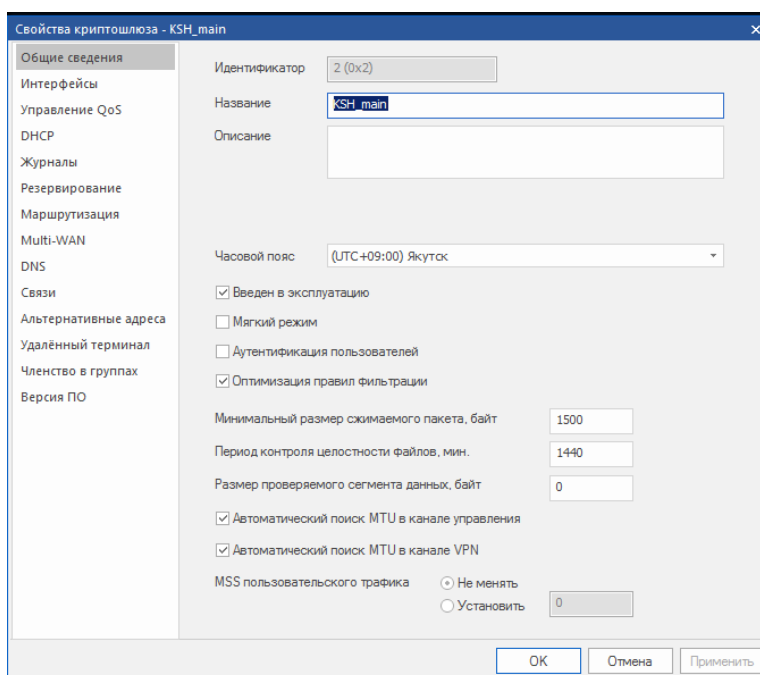 Свойства криптошлюза - KSH_main
Общие сведения
Интерфейсы
Управление QoS
DHCP
Журналы
Резервирование
Маршрутизация
Multi-WAN
DNS
Связи
Альтернативные адреса
Удалённый терминал
Членство в группах
Версия ПО
Идентификатор 2 (0x2)
Название KSH_main
Описание
Часовой пояс (UTC+09:00) Якутск
Введен в эксплуатацию
Мягкий режим
Аутентификация пользователей
Оптимизация правил фильтрации
Минимальный размер сжимаемого пакета, байт 1500
Период контроля целостности файлов, мин. 1440
Размер проверяемого сегмента данных, байт 0
Автоматический поиск MTU в канале управления
Автоматический поиск MTU в канале VPN
MSS пользовательского трафика Не менять
Установить 0
OK Отмена Применить